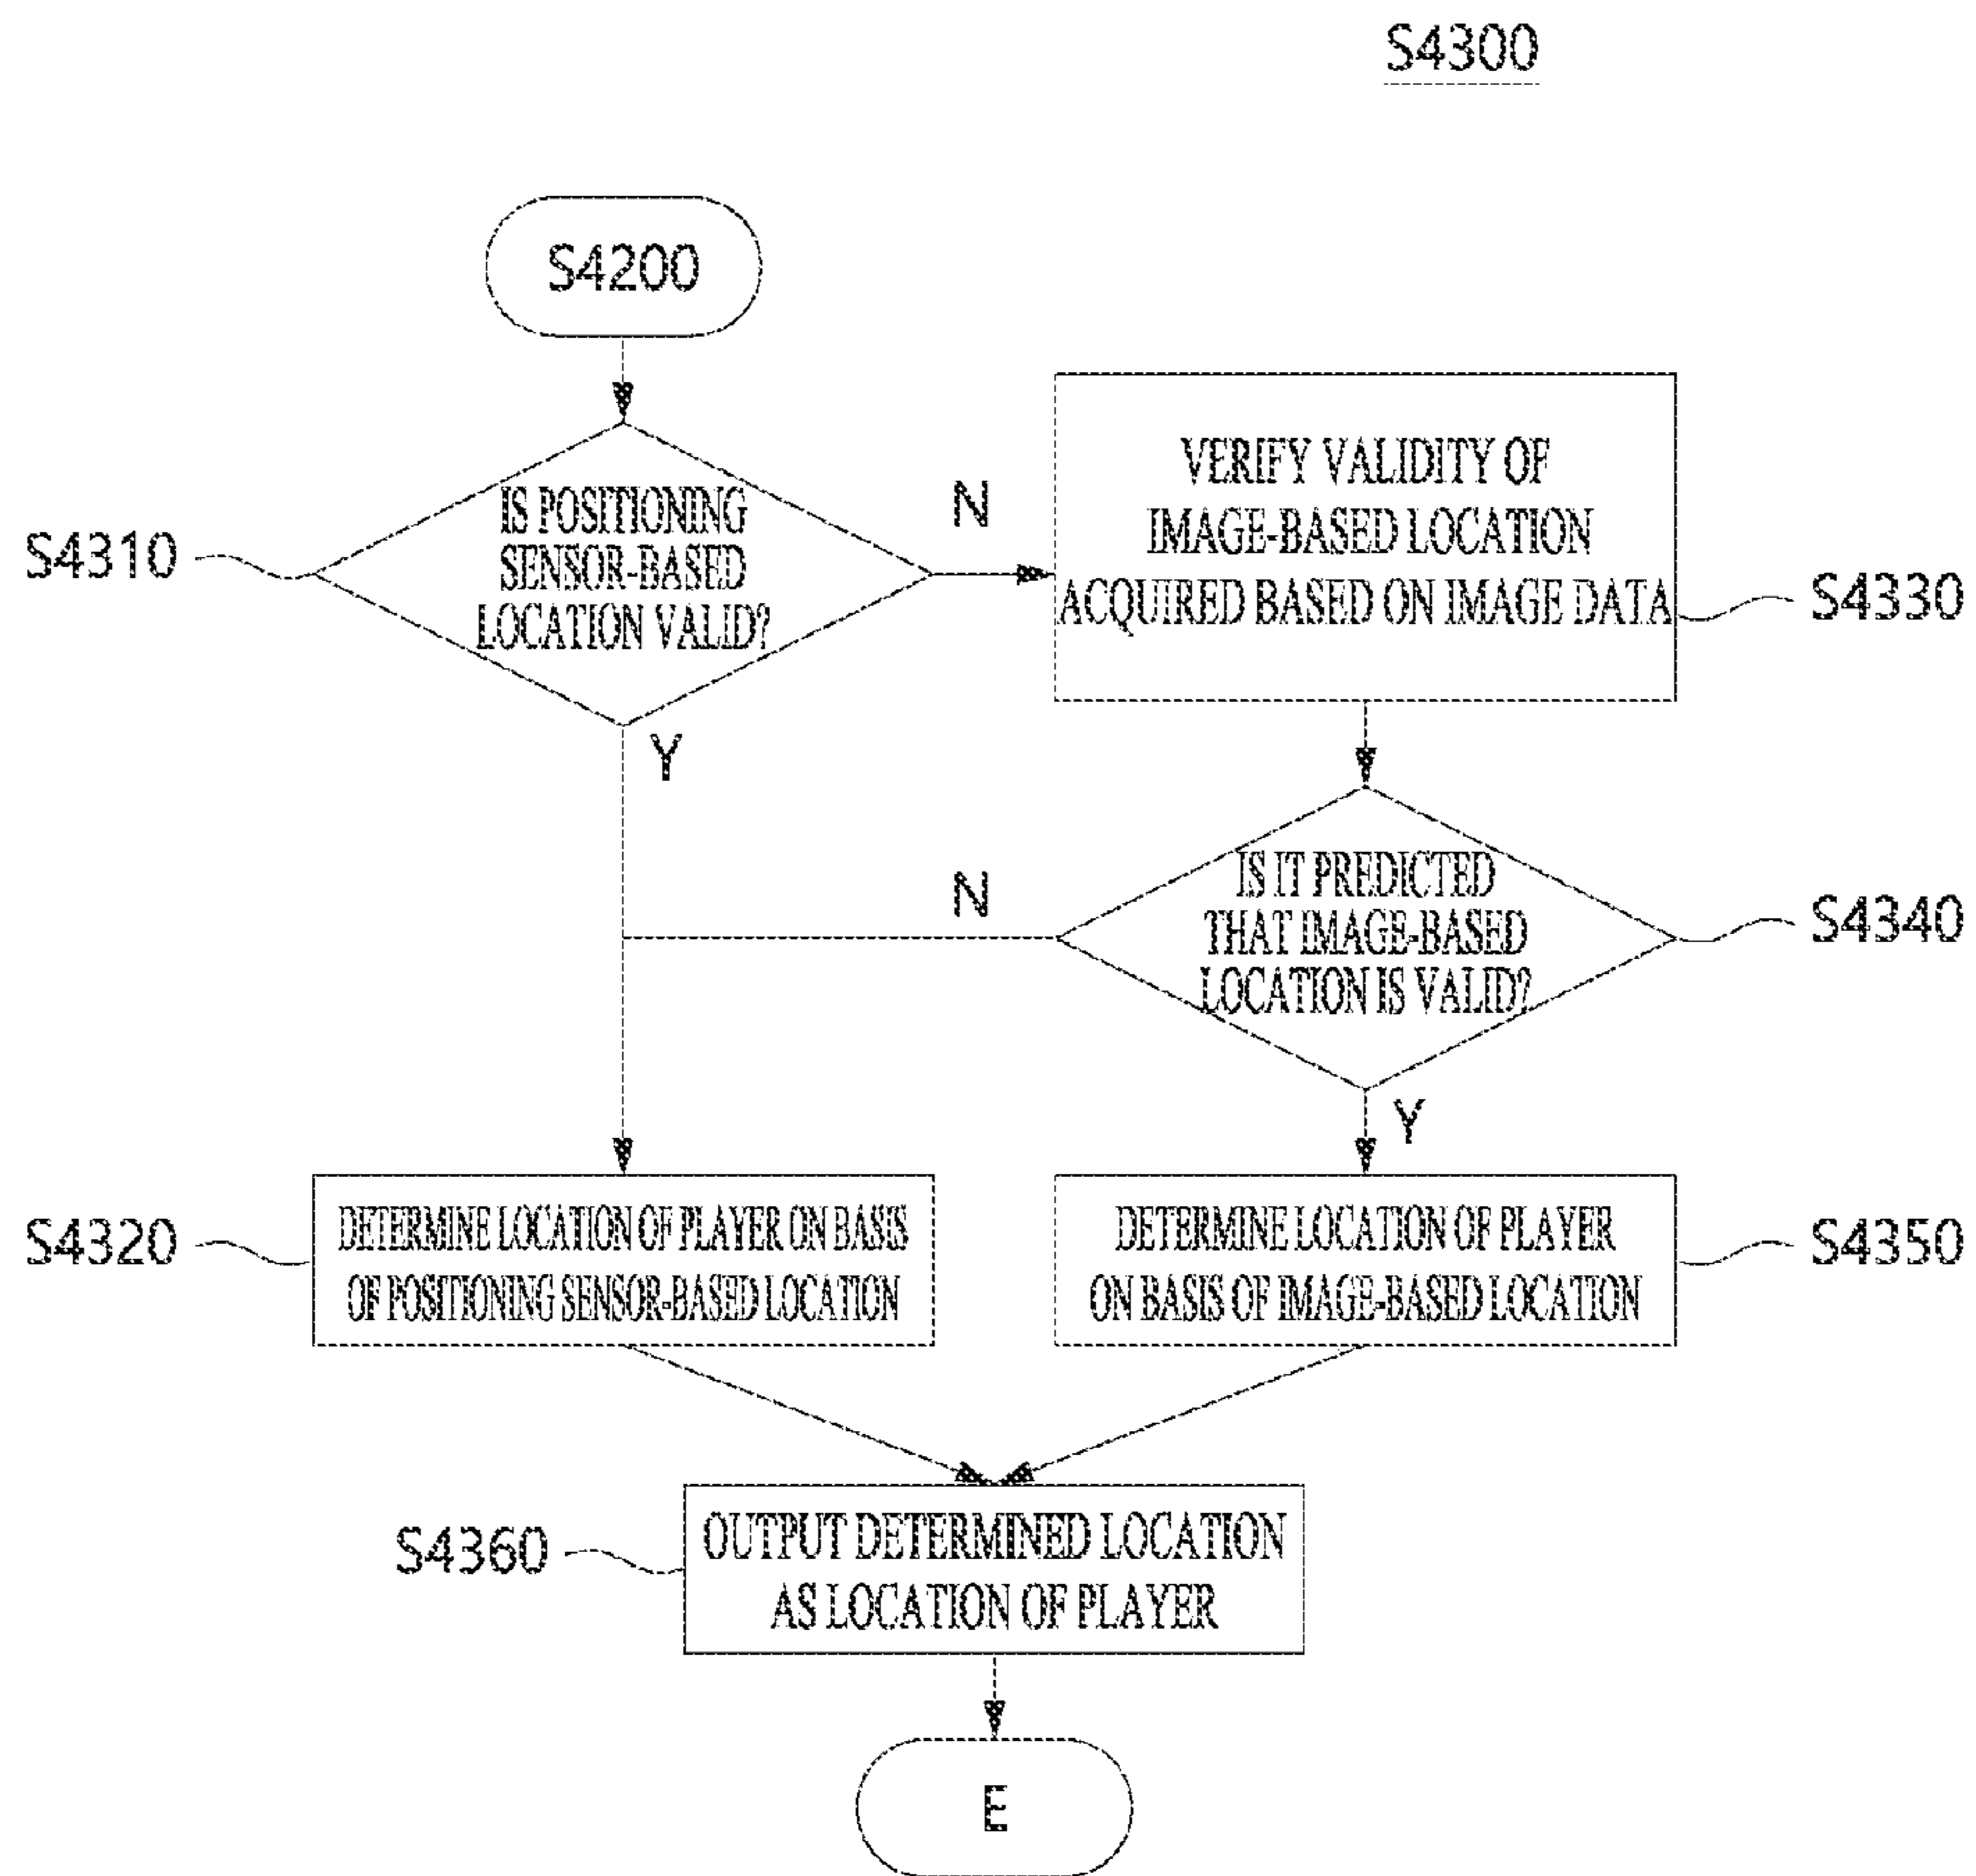 S4300
S4200
S4310
IS POSITIONING
SENSOR-BASED
LOCATION VALID?
N
Y
VERIFY VALIDITY OF
IMAGE-BASED LOCATION
ACQUIRED BASED ON IMAGE DATA
S4330
IS IT PREDICTED
THAT IMAGE-BASED
LOCATION IS VALID?
S4340
N
Y
S4320
DETERMINE LOCATION OF PLAYER ON BASIS
OF POSITIONING SENSOR-BASED LOCATION
DETERMINE LOCATION OF PLAYER
ON BASIS OF IMAGE-BASED LOCATION
S4350
S4360
OUTPUT DETERMINED LOCATION
AS LOCATION OF PLAYER
E